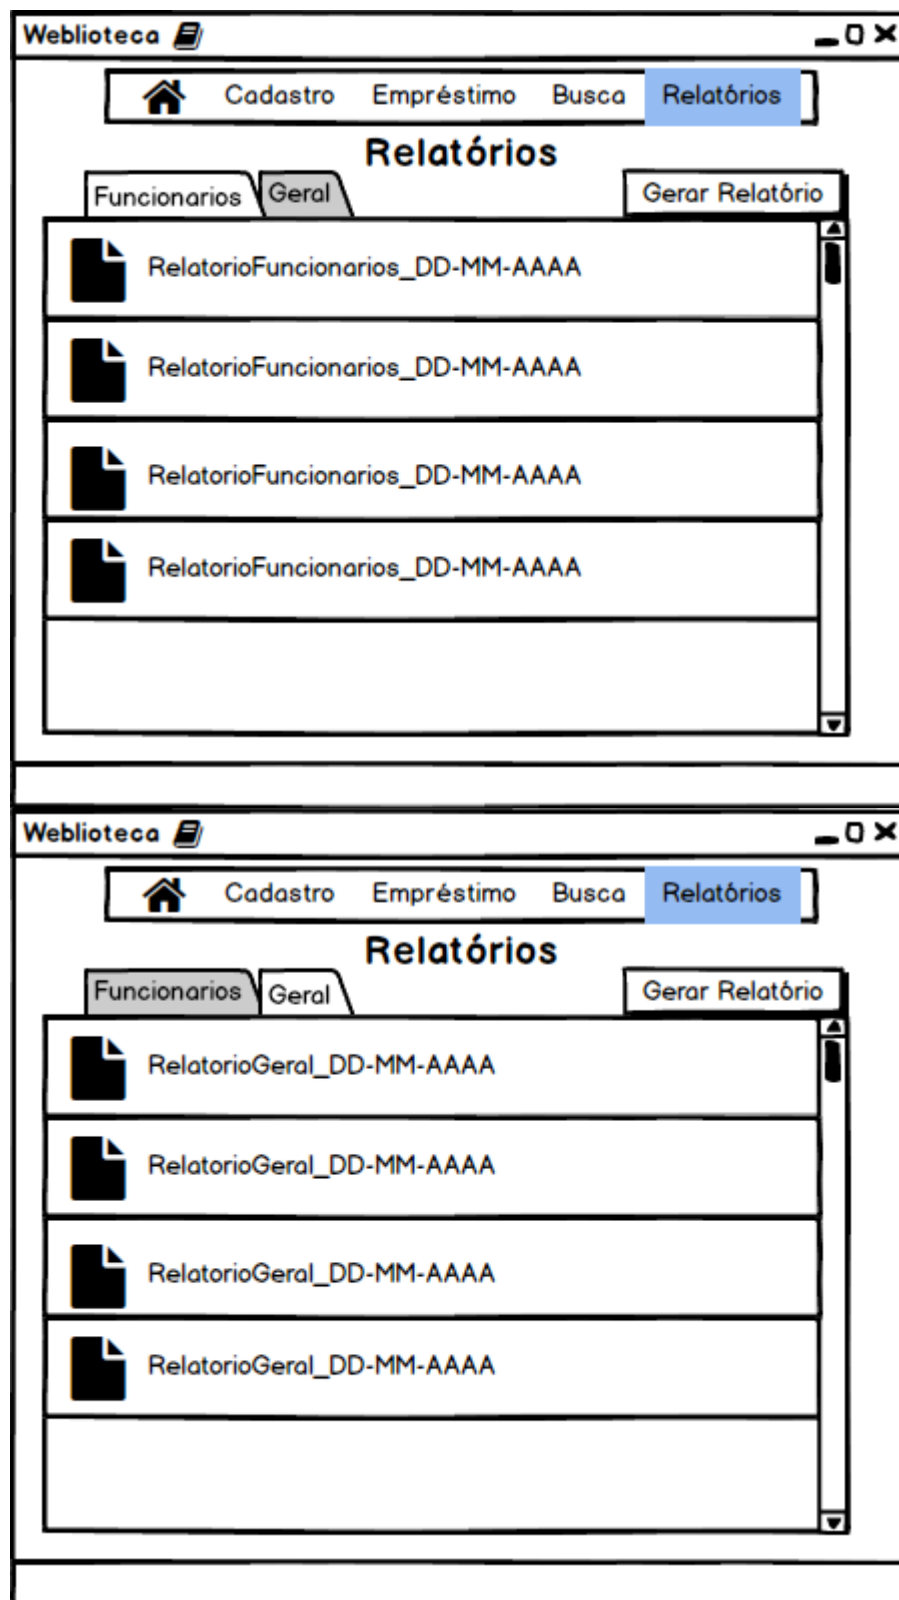 Weblioteca
Cadastro Empréstimo Busca Relatórios
Relatórios
Funcionarios Geral Gerar Relatório
RelatorioFuncionarios_DD-MM-AAAA
RelatorioFuncionarios_DD-MM-AAAA
RelatorioFuncionarios_DD-MM-AAAA
RelatorioFuncionarios_DD-MM-AAAA
Weblioteca
Cadastro Empréstimo Busca Relatórios
Relatórios
Funcionarios Geral Gerar Relatório
RelatorioGeral_DD-MM-AAAA
RelatorioGeral_DD-MM-AAAA
RelatorioGeral_DD-MM-AAAA
RelatorioGeral_DD-MM-AAAA